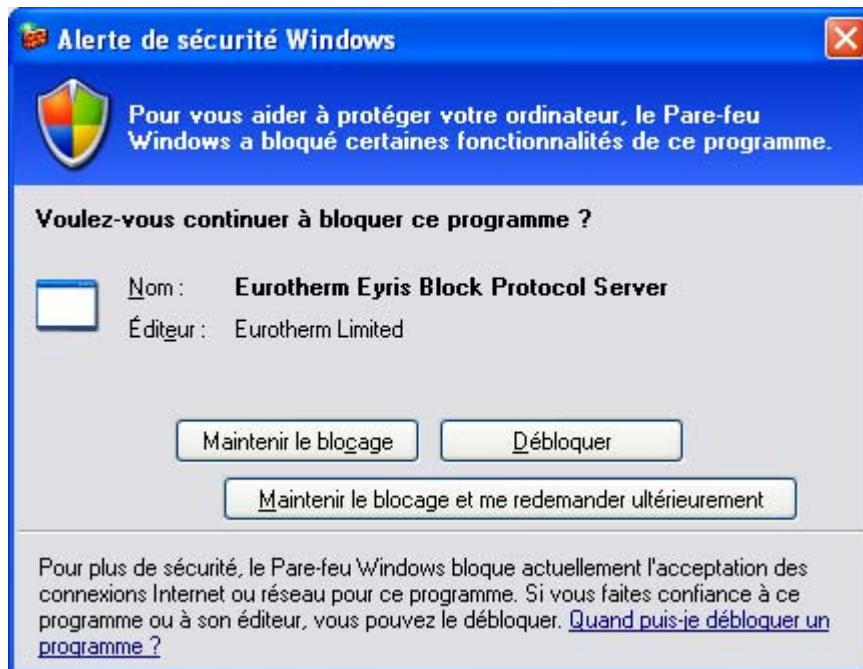 Alerte de sécurité Windows
Pour vous aider à protéger votre ordinateur, le Pare-feu
Windows a bloqué certaines fonctionnalités de ce programme.
Voulez-vous continuer à bloquer ce programme ?
Nom : Eurotherm Eyris Block Protocol Server
Éditeur : Eurotherm Limited
Maintenir le blocage Débloquer
Maintenir le blocage et me redemander ultérieurement
Pour plus de sécurité, le Pare-feu Windows bloque actuellement l'acceptation des
connexions Internet ou réseau pour ce programme. Si vous faites confiance à ce
programme ou à son éditeur, vous pouvez le débloquer. Quand puis-je débloquer un
programme ?